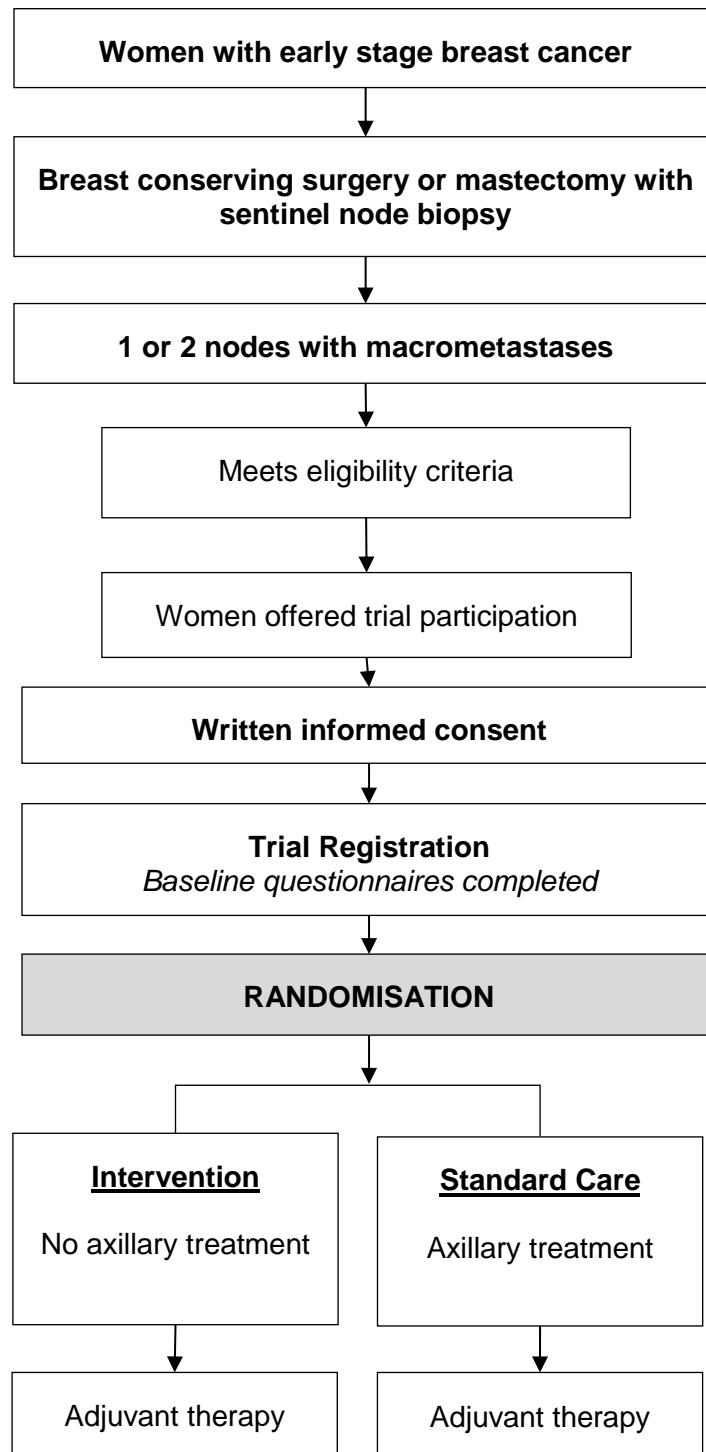 Women with early stage breast cancer
Breast conserving surgery or mastectomy with
sentinel node biopsy
1 or 2 nodes with macrometastases
Meets eligibility criteria
Women offered trial participation
Written informed consent
Trial Registration
Baseline questionnaires completed
RANDOMISATION
Intervention
No axillary treatment
Standard Care
Axillary treatment
Adjuvant therapy
Adjuvant therapy